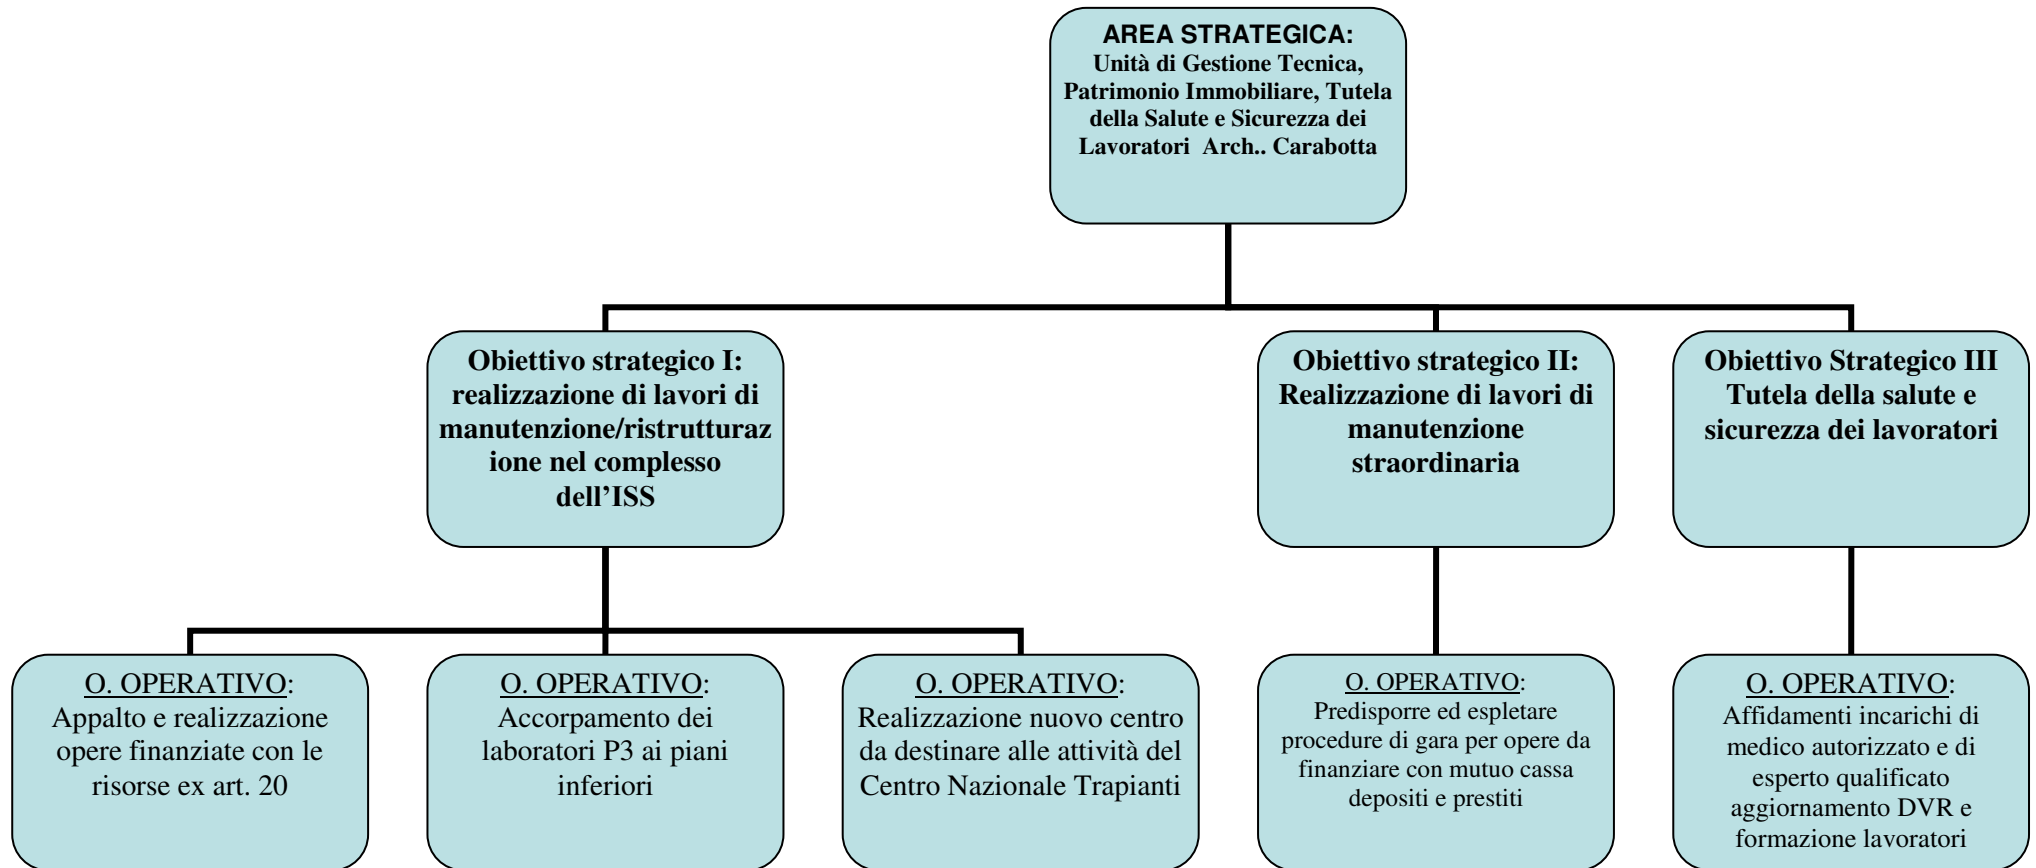 AREA STRATEGICA:
Unità di Gestione Tecnica,
Patrimonio Immobiliare, Tutela
della Salute e Sicurezza dei
Lavoratori Arch.. Carabotta
Obiettivo strategico I:
realizzazione di lavori di
manutenzione/ristrutturaz
ione nel complesso
dell’ISS
Obiettivo strategico II:
Realizzazione di lavori di
manutenzione
straordinaria
Obiettivo Strategico III
Tutela della salute e
sicurezza dei lavoratori
O. OPERATIVO:
Appalto e realizzazione
opere finanziate con le
risorse ex art. 20
O. OPERATIVO:
Accorpamento dei
laboratori P3 ai piani
inferiori
O. OPERATIVO:
Realizzazione nuovo centro
da destinare alle attività del
Centro Nazionale Trapianti
O. OPERATIVO:
Predisporre ed espletare
procedure di gara per opere da
finanziare con mutuo cassa
depositi e prestiti
O. OPERATIVO:
Affidamenti incarichi di
medico autorizzato e di
esperto qualificato
aggiornamento DVR e
formazione lavoratori